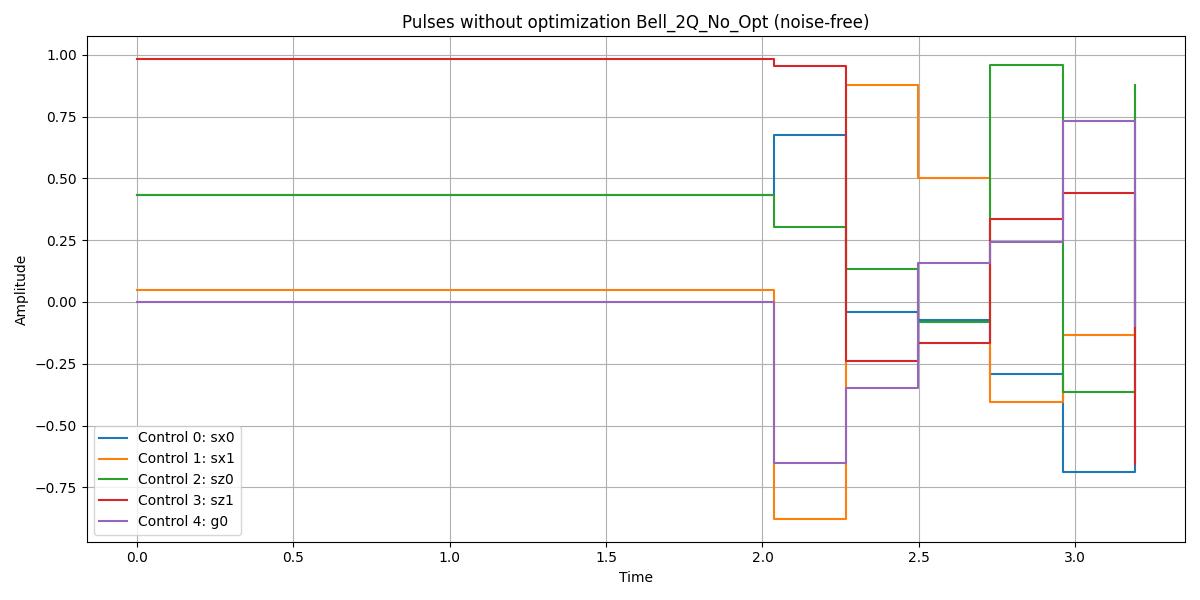 Pulses without optimization Bell_2Q_No_Opt (noise-free)
Amplitude
1.00
0.75
0.50
0.25
0.00
−0.25
−0.50
−0.75
Control 0: sx0
Control 1: sx1
Control 2: sz0
Control 3: sz1
Control 4: g0
0.0 0.5 1.0 1.5 2.0 2.5 3.0
Time